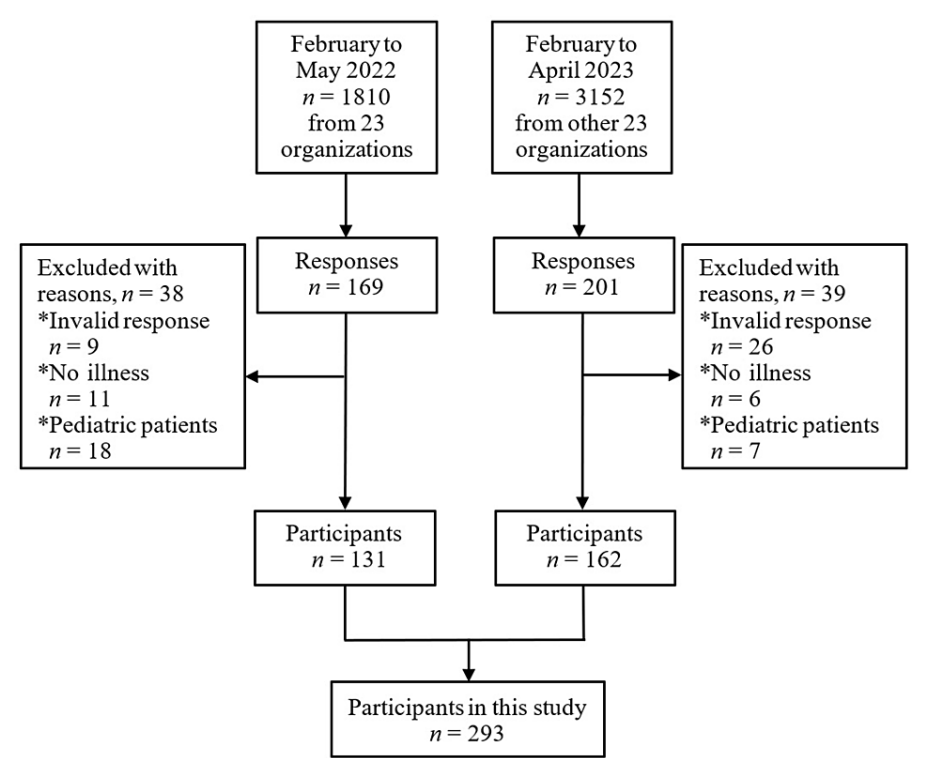 February to
May 2022
n = 1810
from 23
organizations
February to
April 2023
n = 3152
from other 23
organizations
Responses
n = 169
Responses
n = 201
Excluded with
reasons, n = 38
*Invalid response
n = 9
*No illness
n = 11
*Pediatric patients
n = 18
Excluded with
reasons, n = 39
*Invalid response
n = 26
*No illness
n = 6
*Pediatric patients
n = 7
Participants
n = 131
Participants
n = 162
Participants in this study
n = 293